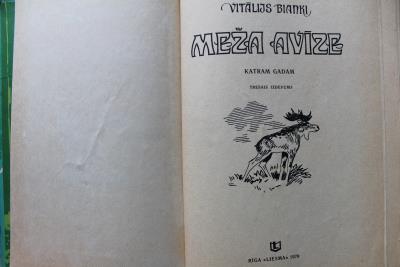 VITĀLIJS BIANKI
MEŽA AVĪZE
KATRAM GADAM
TREŠAIS IZDEVUMS
RĪGA «LIESMA» 1979